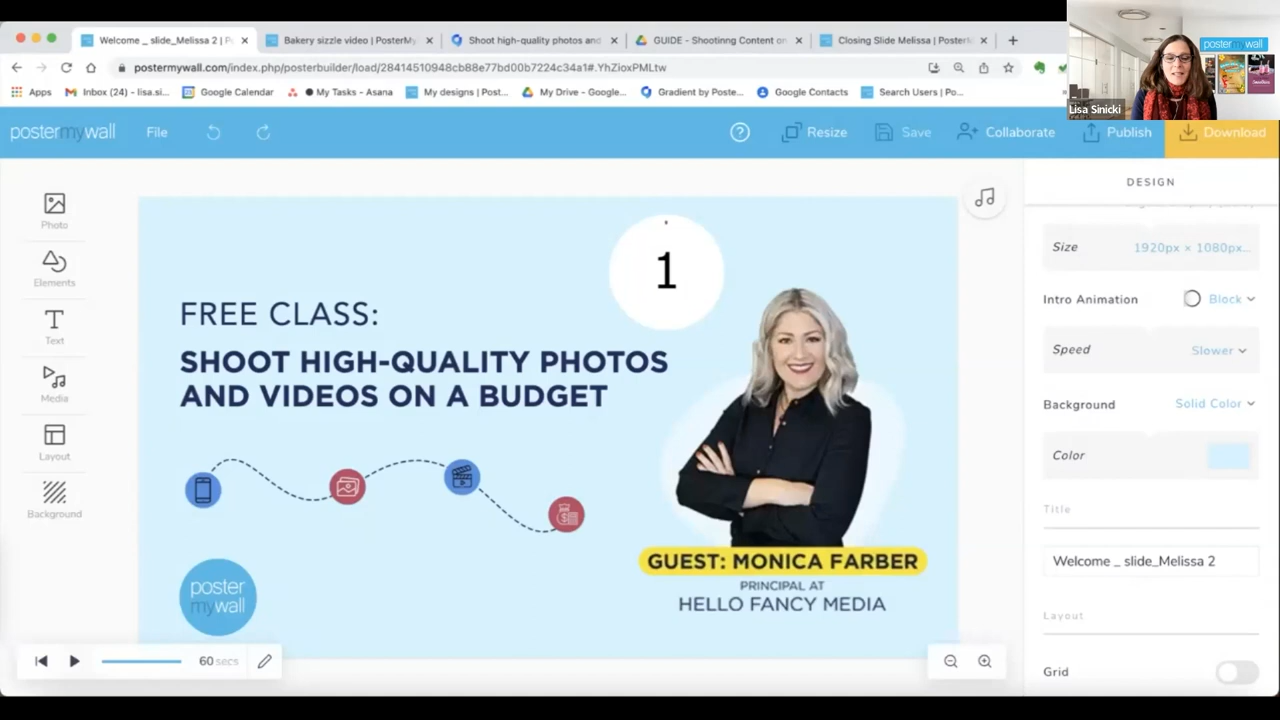 Welcome _ slide_Melissa 2 | P
Bakery sizzle video | PosterMy
Shoot high-quality photos and
GUIDE - Shootinng Content on
Closing Slide Melissa | Posterl
postermywall.com/index.php/posterbuilder/load/28414510948cb88e77bd00b7272c34a1#.YhZioxPMLtw
Apps
Inbox (24) - lisa.si...
Google Calendar
My Tasks - Asana
My designs | Post...
My Drive - Google...
Gradient by Poste...
Google Contacts
Search Users | Po...
postermywall
Lisa Sinicki
postermywall
File
Resize
Save
Collaborate
Publish
Download
Photo
Elements
Text
Media
Layout
Background
1
FREE CLASS:
SHOOT HIGH-QUALITY PHOTOS
AND VIDEOS ON A BUDGET
GUEST: MONICA FARBER
PRINCIPAL AT
HELLO FANCY MEDIA
poster
mywall
60 secs
DESIGN
Size
1920px × 1080px...
Intro Animation
Block
Speed
Slower
Background
Solid Color
Color
Title
Welcome _ slide_Melissa 2
Layout
Grid